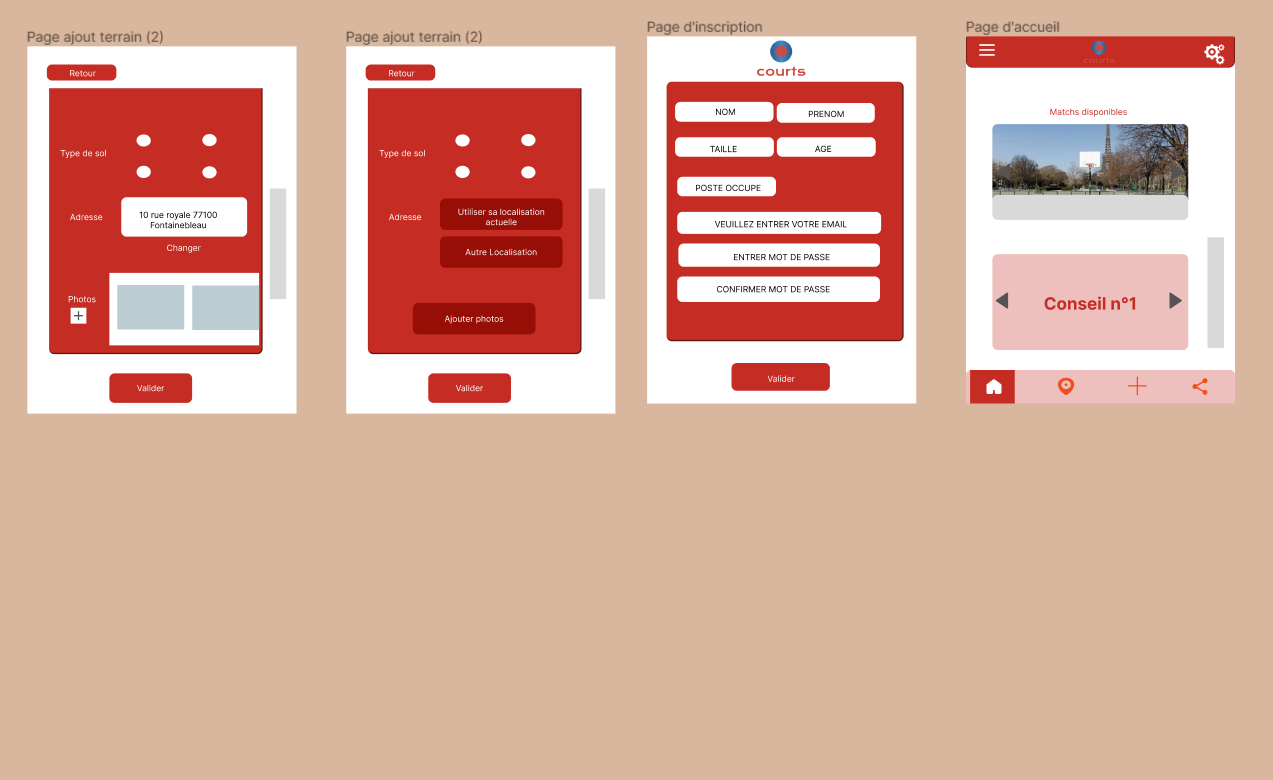 Page ajout terrain (2)
Retour
Type de sol
Adresse
10 rue royale 77100
Fontainebleau
Changer
Photos
Valider
Page ajout terrain (2)
Retour
Type de sol
Adresse
Utiliser sa localisation
actuelle
Autre Localisation
Ajouter photos
Valider
Page d'inscription
courts
NOM
PRENOM
TAILLE
AGE
POSTE OCCUPE
VEUILLEZ ENTRER VOTRE EMAIL
ENTRER MOT DE PASSE
CONFIRMER MOT DE PASSE
Valider
Page d'accueil
courts
Matchs disponibles
Conseil n°1